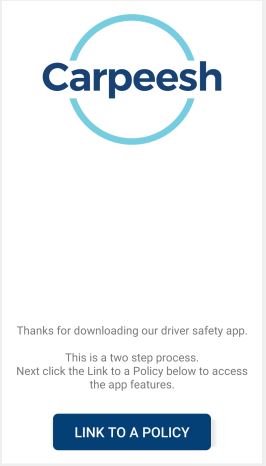 Carpeesh
Thanks for downloading our driver safety app.
This is a two step process.
Next click the Link to a Policy below to access
the app features.
LINK TO A POLICY